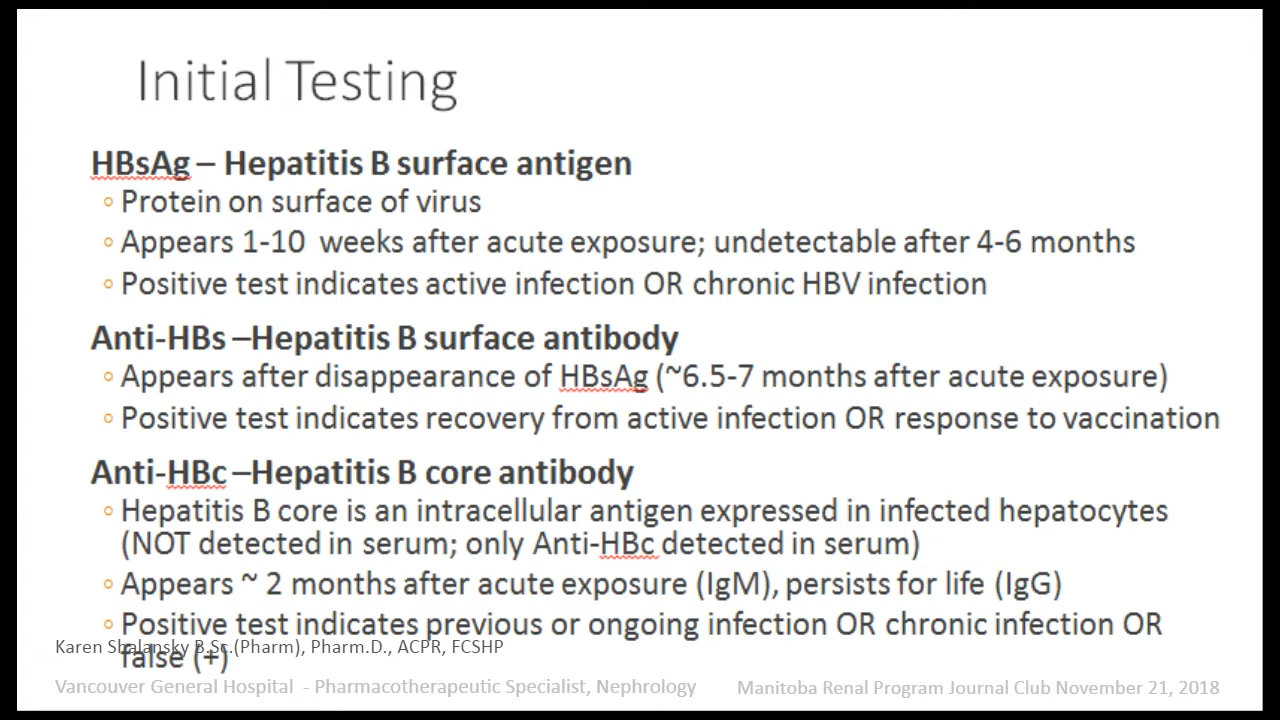 Initial Testing
HBsAg – Hepatitis B surface antigen
◦ Protein on surface of virus
◦ Appears 1-10 weeks after acute exposure; undetectable after 4-6 months
◦ Positive test indicates active infection OR chronic HBV infection
Anti-HBs –Hepatitis B surface antibody
◦ Appears after disappearance of HBsAg (~6.5-7 months after acute exposure)
◦ Positive test indicates recovery from active infection OR response to vaccination
Anti-HBc –Hepatitis B core antibody
◦ Hepatitis B core is an intracellular antigen expressed in infected hepatocytes
(NOT detected in serum; only Anti-HBc detected in serum)
◦ Appears ~ 2 months after acute exposure (IgM), persists for life (IgG)
◦ Positive test indicates previous or ongoing infection OR chronic infection OR
false (+)
Karen Shalansky B.Sc.(Pharm), Pharm.D., ACPR, FCSHP
Vancouver General Hospital - Pharmacotherapeutic Specialist, Nephrology
Manitoba Renal Program Journal Club November 21, 2018